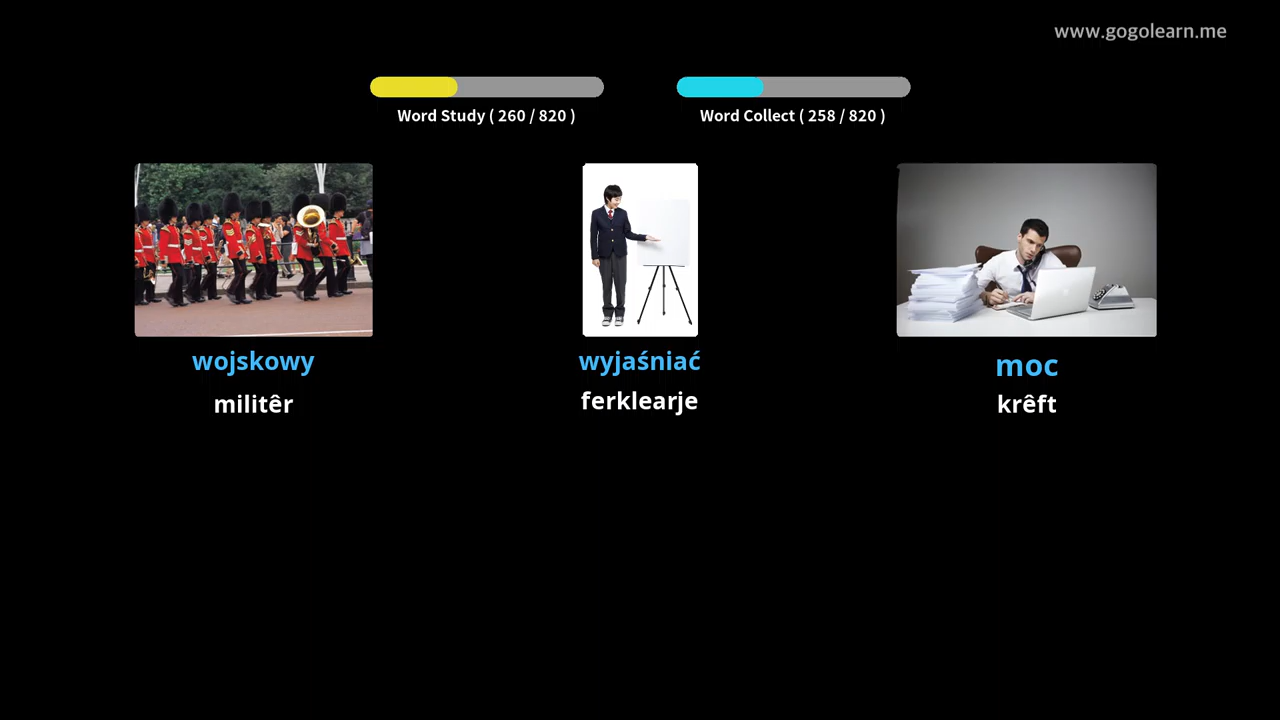 www.gogolearn.me
Word Study ( 260 / 820 )
Word Collect ( 258 / 820 )
wojskowy
militêr
wyjaśniać
ferklearje
moc
krêft